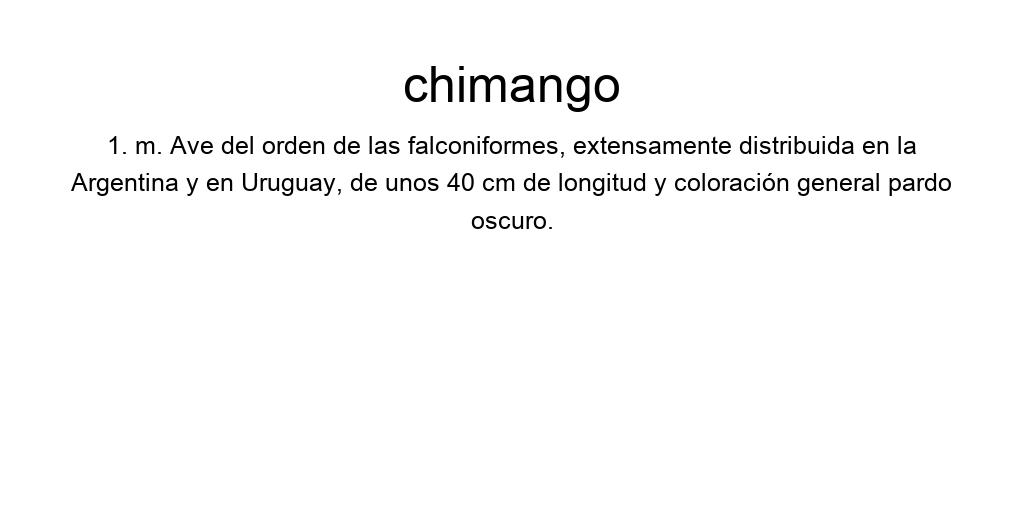 chimango
1. m. Ave del orden de las falconiformes, extensamente distribuida en la
Argentina y en Uruguay, de unos 40 cm de longitud y coloración general pardo
oscuro.